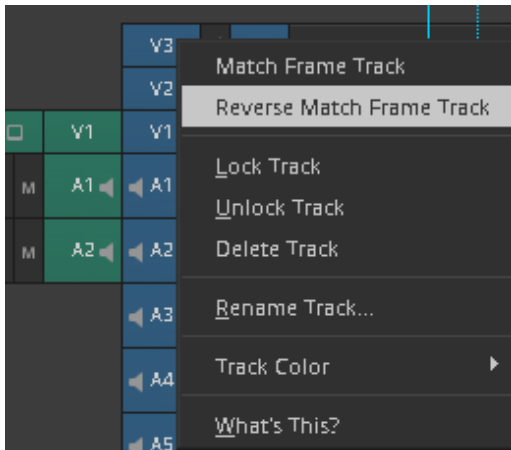 V3
V2
V1 V1
M A1 A1
M A2 A2
A3
A4
A5
Match Frame Track
Reverse Match Frame Track
Lock Track
Unlock Track
Delete Track
Rename Track...
Track Color
What's This?